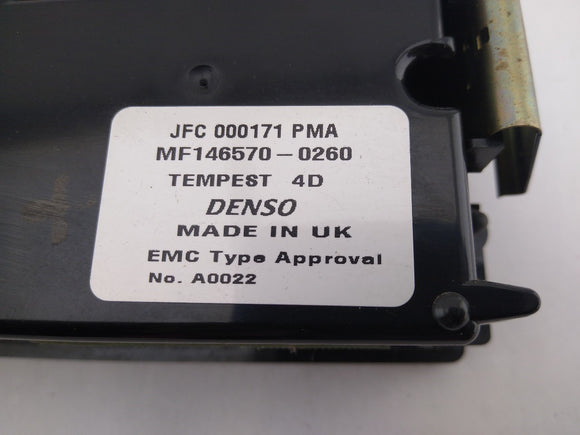 JFC 000171 PMA
MF146570-0260
TEMPEST 4D
DENSO
MADE IN UK
EMC Type Approval
No. A0022